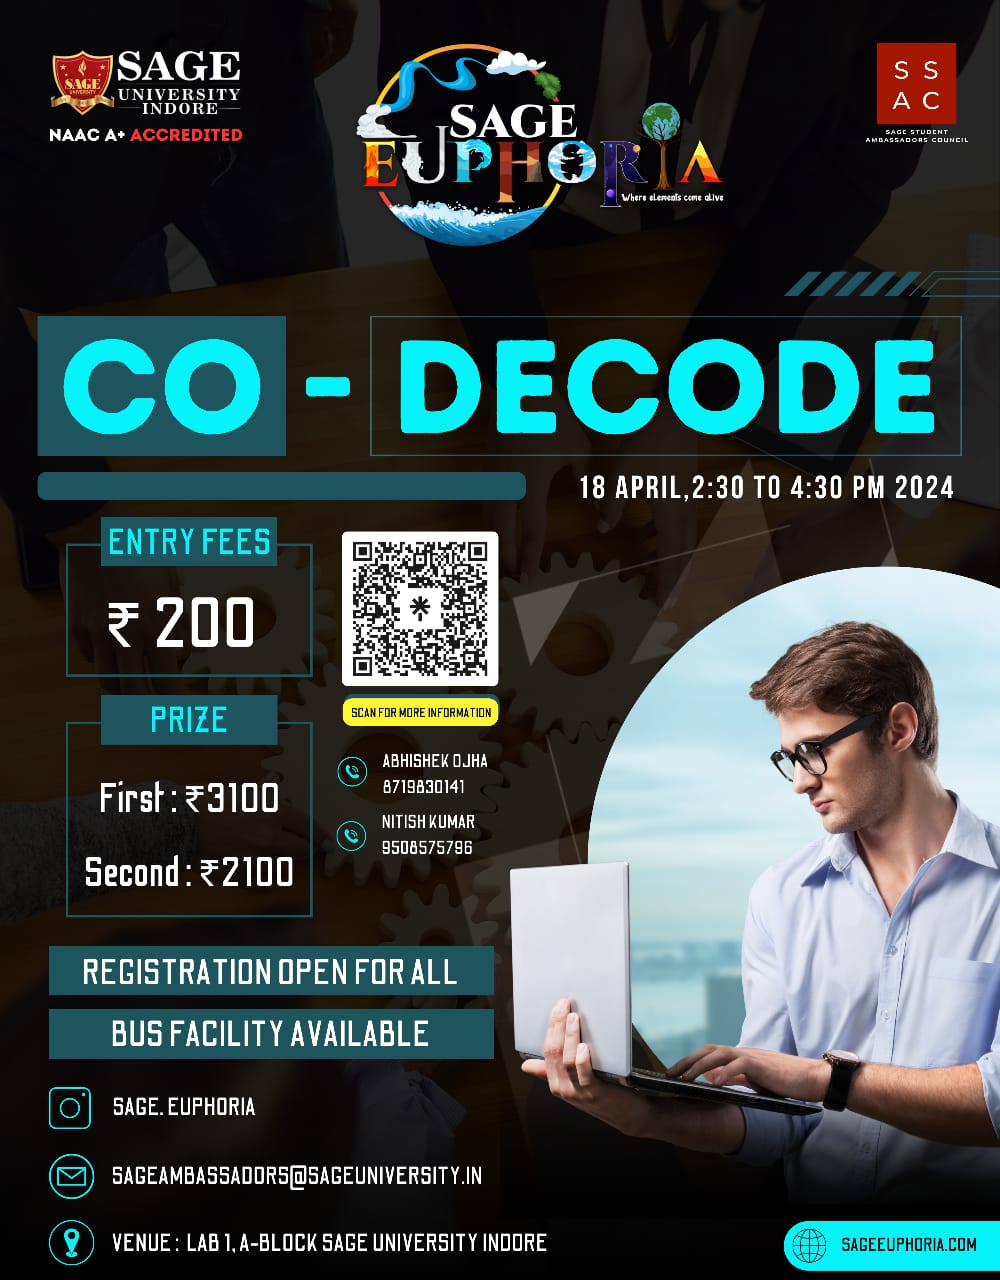 SAGE
UNIVERSITY
INDORE
NAAC A+ ACCREDITED
SAGE
UNIVERSITY
SAGE
EUPHORIA
Where elements come alive
S S
A C
SAGE STUDENT
AMBASSADORS COUNCIL
CO - DECODE
18 APRIL,2:30 TO 4:30 PM 2024
ENTRY FEES
₹ 200
PRIZE
First : ₹3100
Second : ₹2100
SCAN FOR MORE INFORMATION
ABHISHEK OJHA
8719830141
NITISH KUMAR
9508575796
REGISTRATION OPEN FOR ALL
BUS FACILITY AVAILABLE
SAGE. EUPHORIA
SAGEAMBASSADORS@SAGEUNIVERSITY.IN
VENUE : LAB 1, A-BLOCK SAGE UNIVERSITY INDORE
SAGEEUPHORIA.COM